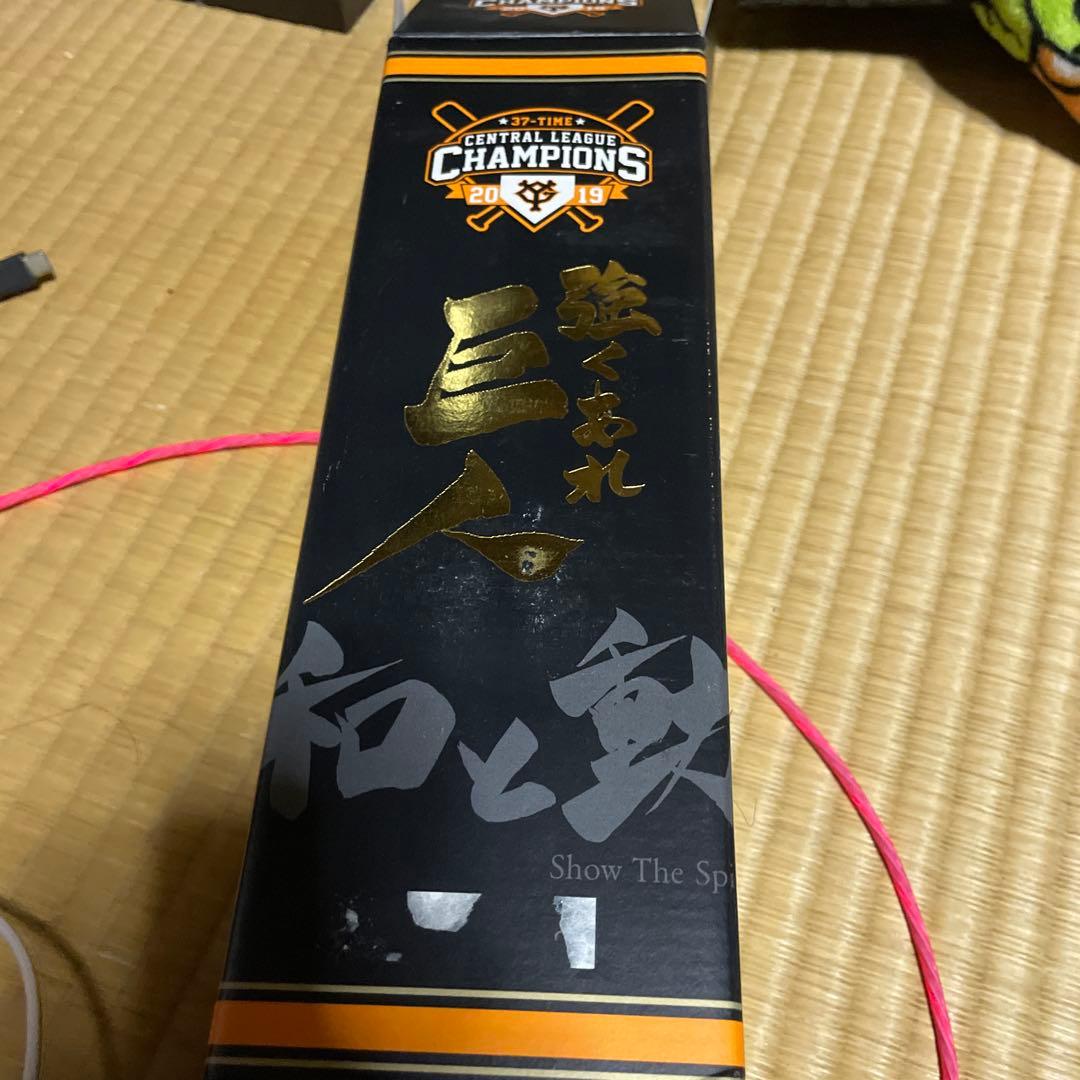 CHAMPIONS
37-TIME
CENTRAL LEAGUE
CHAMPIONS
20 19
強くあれ
巨人
和と動
Show The Spi